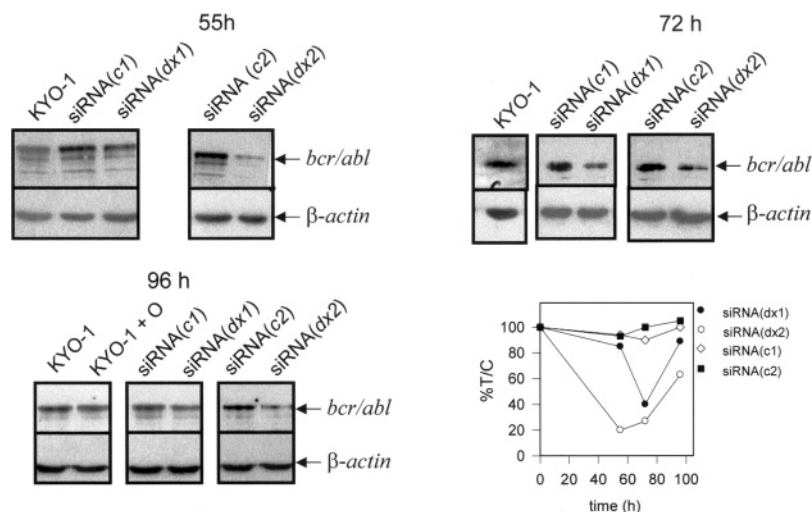 55h
KYO-1
siRNA(c1)
siRNA(dx1)
siRNA (c2)
siRNA(dx2)
bcr/abl
β-actin
72 h
KYO-1
siRNA(c1)
siRNA(dx1)
siRNA(c2)
siRNA(dx2)
bcr/abl
β-actin
96 h
KYO-1
KYO-1 + O
siRNA(c1)
siRNA(dx1)
siRNA(c2)
siRNA(dx2)
bcr/abl
β-actin
%T/C
100
80
60
40
20
0
0 20 40 60 80 100
time (h)
siRNA(dx1)
siRNA(dx2)
siRNA(c1)
siRNA(c2)